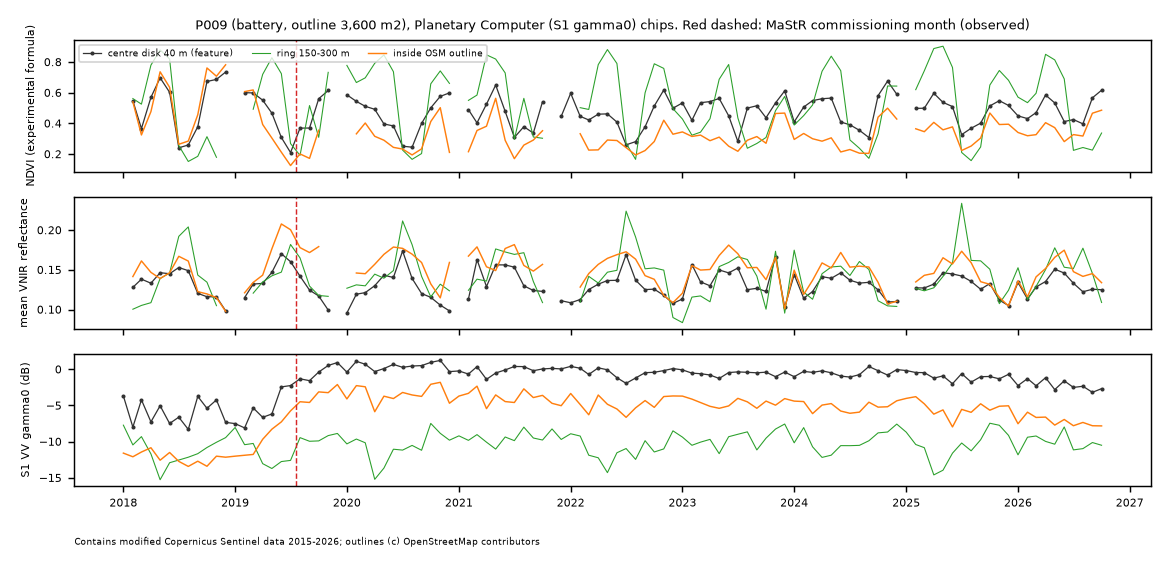 P009 (battery, outline 3,600 m2), Planetary Computer (S1 gamma0) chips. Red dashed: MaStR commissioning month (observed)
NDVI (experimental formula)
centre disk 40 m (feature)
ring 150-300 m
inside OSM outline
0.8
0.6
0.4
0.2
mean VNIR reflectance
0.20
0.15
0.10
S1 VV gamma0 (dB)
0
−5
−10
−15
2018 2019 2020 2021 2022 2023 2024 2025 2026 2027
Contains modified Copernicus Sentinel data 2015-2026; outlines (c) OpenStreetMap contributors